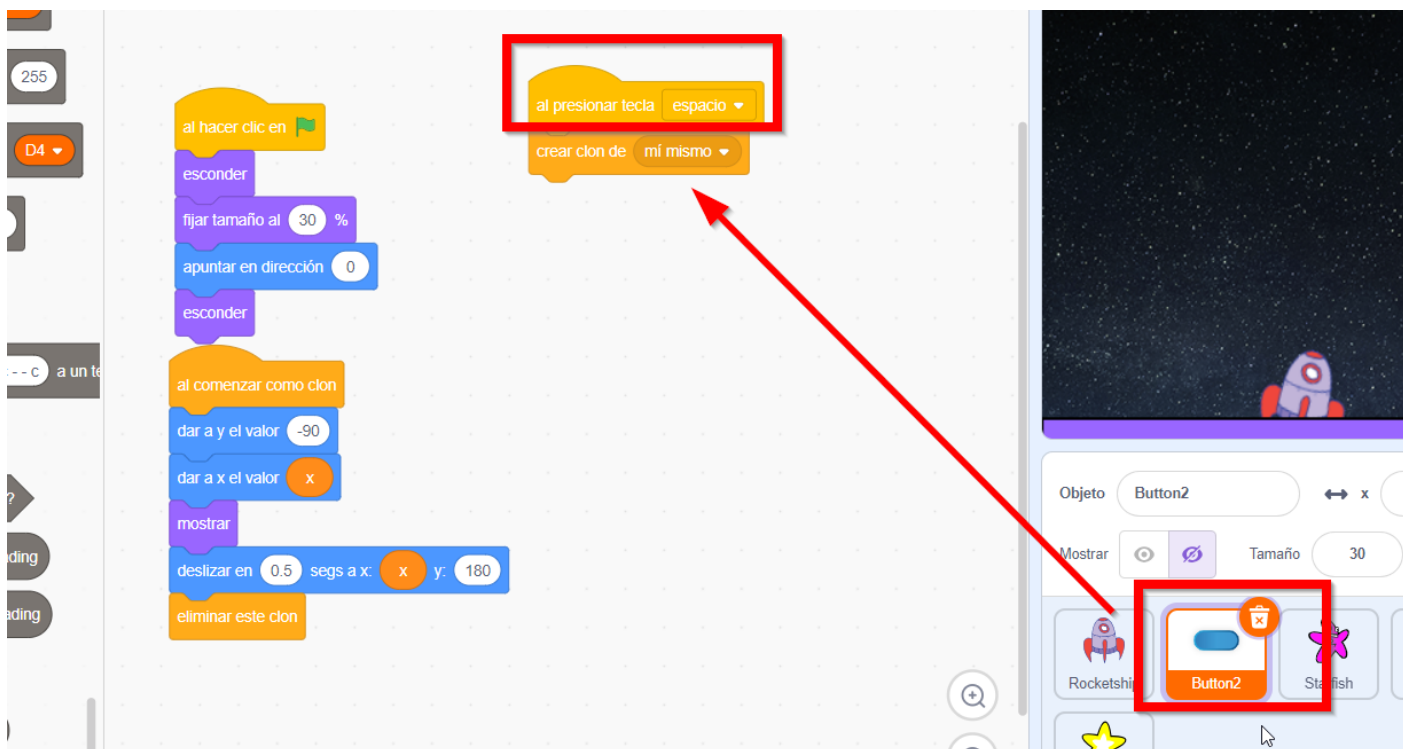 255
D4
--c a un te
?
ding
ading
al hacer clic en
esconder
fijar tamaño al 30 %
apuntar en dirección 0
esconder
al comenzar como clon
dar a y el valor -90
dar a x el valor x
mostrar
deslizar en 0.5 segs a x: x y: 180
eliminar este clon
al presionar tecla espacio
crear clon de mí mismo
Objeto Button2 x
Mostrar Tamaño 30
Rocketship Button2 Starfish